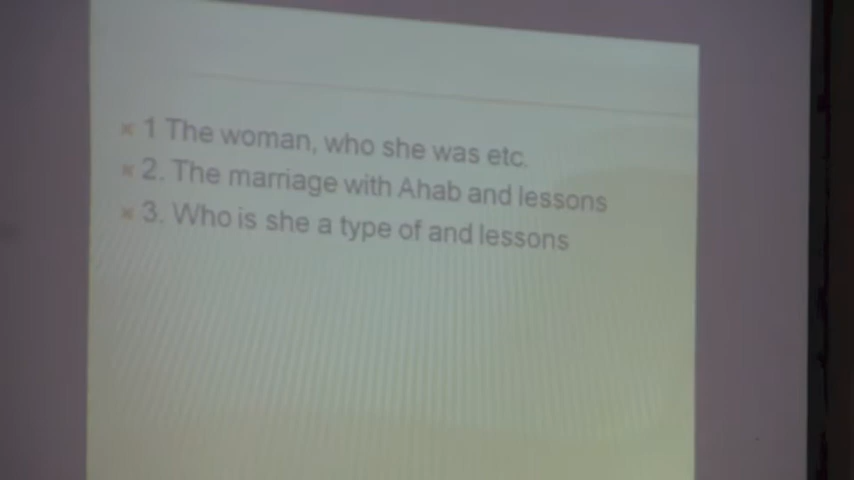 1 The woman, who she was etc.
2. The marriage with Ahab and lessons
3. Who is she a type of and lessons